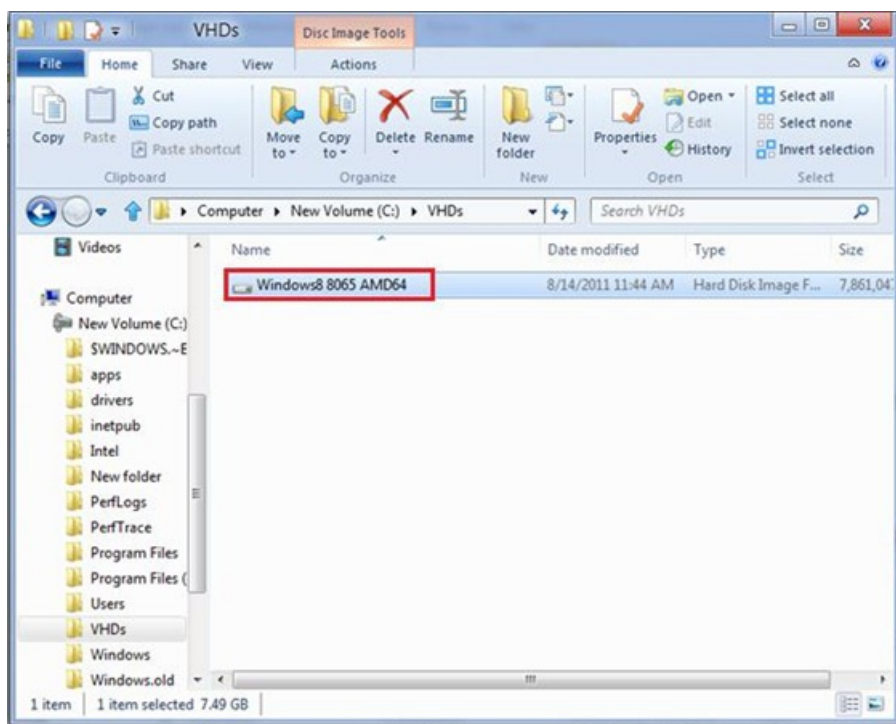 VHDs
Disc Image Tools
File Home Share View Actions
Copy
Paste
Cut
Copy path
Paste shortcut
Clipboard
Move to
Copy to
Delete
Rename
Organize
New folder
New
Properties
Open
Edit
History
Open
Select all
Select none
Invert selection
Select
Computer New Volume (C:) VHDs
Search VHDs
Videos
Computer
New Volume (C:)
$WINDOWS.~E
apps
drivers
inetpub
Intel
New folder
PerfLogs
PerfTrace
Program Files
Program Files (
Users
VHDs
Windows
Windows.old
Name Date modified Type Size
Windows8 8065 AMD64 8/14/2011 11:44 AM Hard Disk Image F... 7,861,04
1 item 1 item selected 7.49 GB